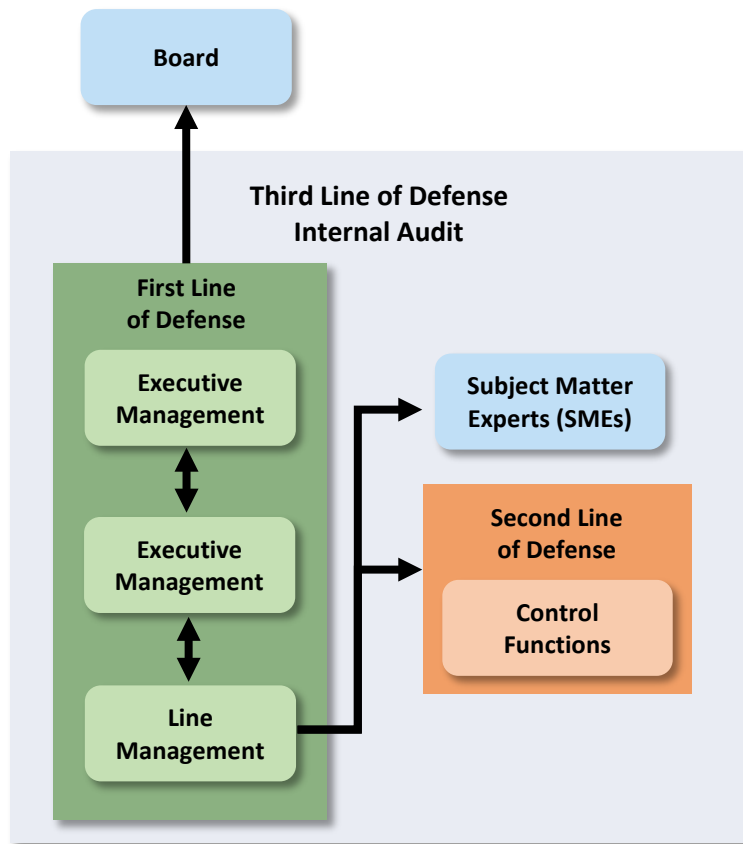 Board
Third Line of Defense
Internal Audit
First Line
of Defense
Executive
Management
Executive
Management
Line
Management
Subject Matter
Experts (SMEs)
Second Line
of Defense
Control
Functions